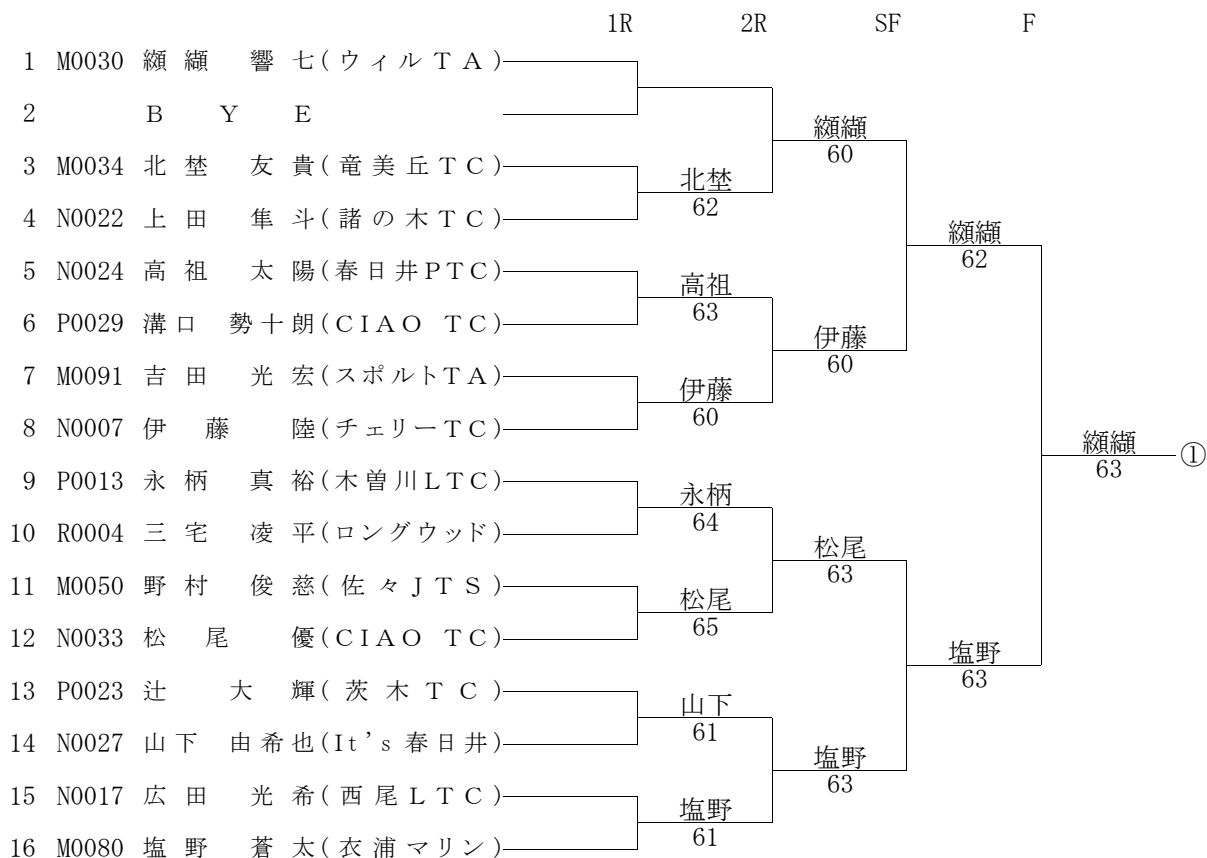 1R 2R SF F
1 M0030 纐纈 響七(ウィルTA)
2 BYE
纐纈
60
3 M0034 北埜 友貴(竜美丘TC)
北埜
62
4 N0022 上田 隼斗(諸の木TC)
纐纈
62
5 N0024 高祖 太陽(春日井PTC)
高祖
63
6 P0029 溝口 勢十朗(CIAO TC)
伊藤
60
7 M0091 吉田 光宏(スポルトTA)
伊藤
60
8 N0007 伊藤 陸(チェリーTC)
纐纈
63
①
9 P0013 永柄 真裕(木曽川LTC)
永柄
64
10 R0004 三宅 凌平(ロングウッド)
松尾
63
11 M0050 野村 俊慈(佐々JTS)
松尾
65
12 N0033 松尾 優(CIAO TC)
塩野
63
13 P0023 辻 大輝(茨木TC)
山下
61
14 N0027 山下 由希也(It's春日井)
塩野
63
15 N0017 広田 光希(西尾LTC)
塩野
61
16 M0080 塩野 蒼太(衣浦マリン)